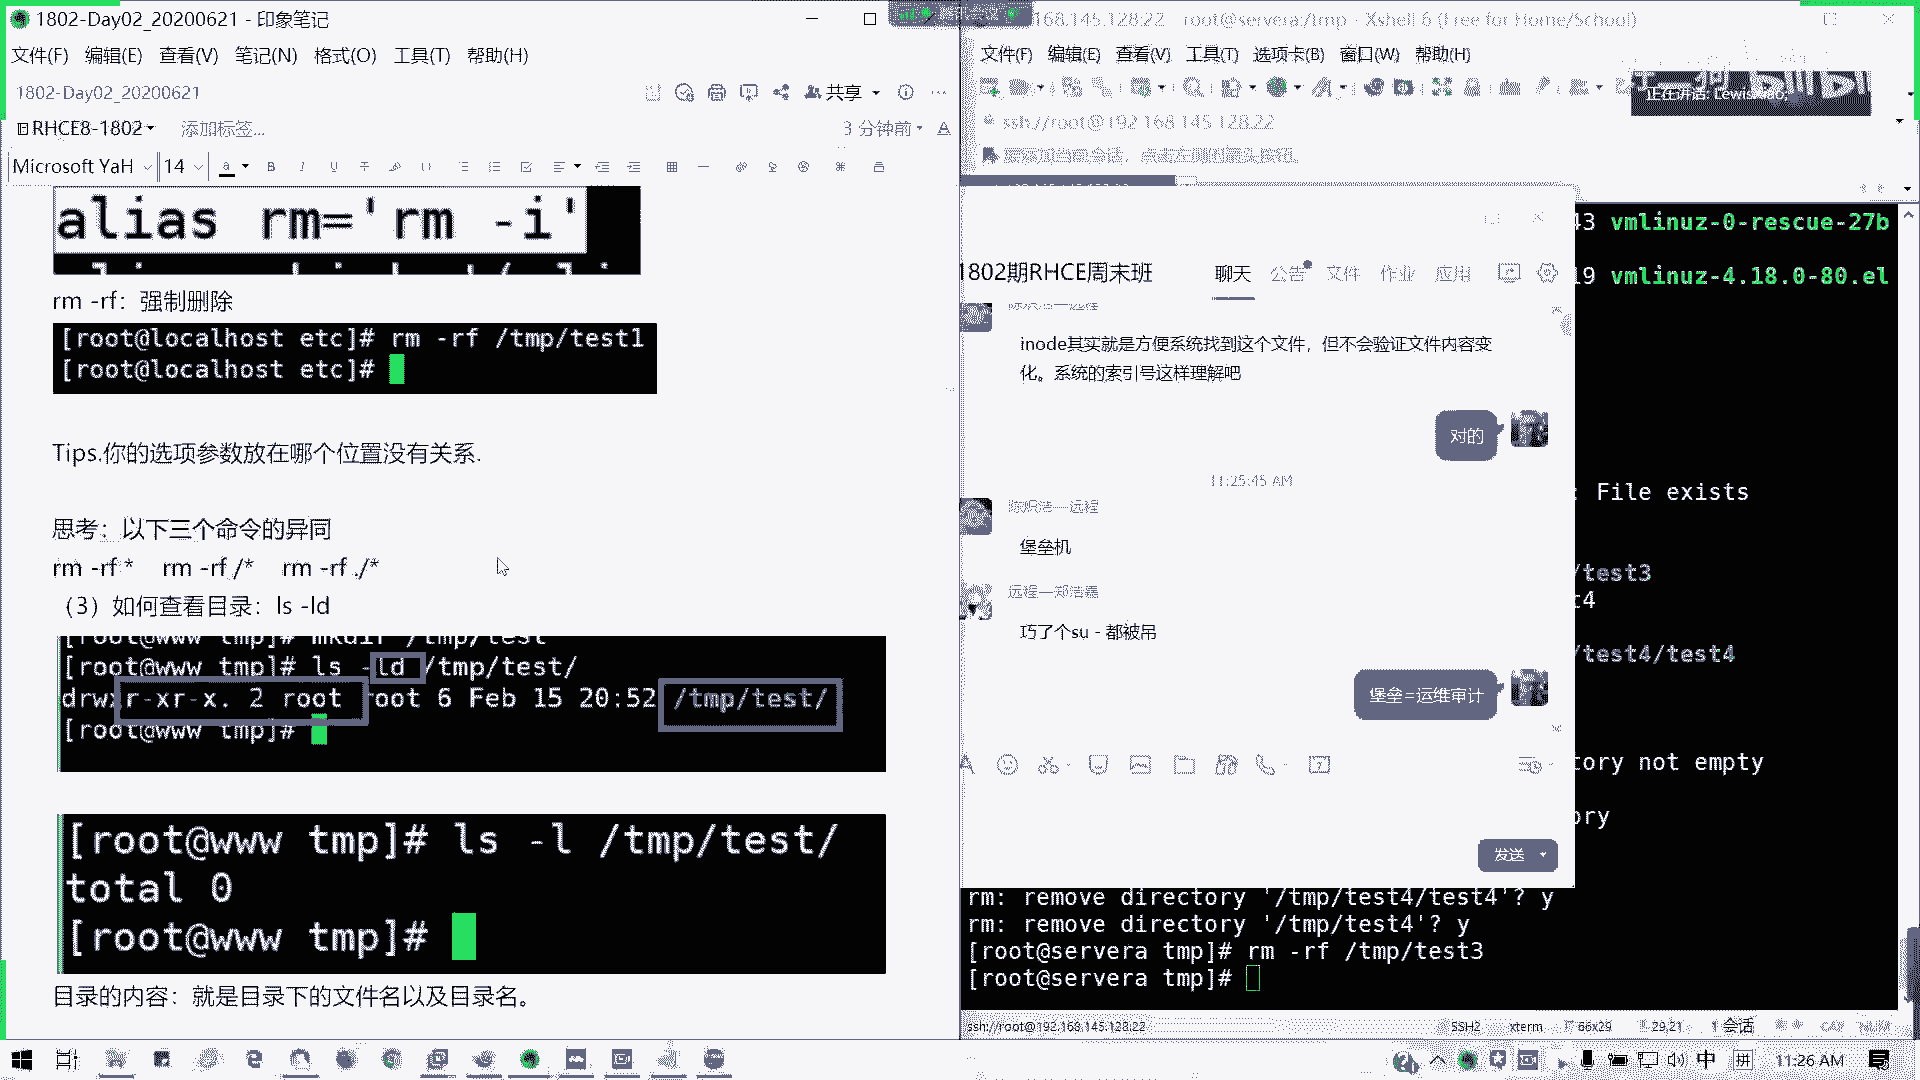 1802-Day02_20200621 - 印象笔记
文件(F) 编辑(E) 查看(V) 笔记(N) 格式(O) 工具(T) 帮助(H)
1802-Day02_20200621
共享
RHCE8-1802
添加标签...
3 分钟前
Microsoft YaH
14
alias rm='rm -i'
rm -rf：强制删除
[root@localhost etc]# rm -rf /tmp/test1
[root@localhost etc]#
Tips.你的选项参数放在哪个位置没有关系.
思考：以下三个命令的异同
rm -rf * rm -rf /* rm -rf ./*
（3）如何查看目录：ls -ld
[root@www tmp]# mkdir /tmp/test
[root@www tmp]# ls -ld /tmp/test/
drwxr-xr-x. 2 root root 6 Feb 15 20:52 /tmp/test/
[root@www tmp]#
[root@www tmp]# ls -l /tmp/test/
total 0
[root@www tmp]#
目录的内容：就是目录下的文件名以及目录名。
168.145.128:22 root@servera:/tmp - Xshell 6 (Free for Home/School)
文件(F) 编辑(E) 查看(V) 工具(T) 选项卡(B) 窗口(W) 帮助(H)
正在讲话: LewisXiao;
ssh://root@192.168.145.128:22
43 vmlinuz-0-rescue-27b
19 vmlinuz-4.18.0-80.el
1802期RHCE周末班
聊天 公告 文件 作业 应用
inode其实就是方便系统找到这个文件，但不会验证文件内容变
化。系统的索引号这样理解吧
对的
11:25:45 AM
堡垒机
巧了个su - 都被吊
堡垒=运维审计
发送
: File exists
/test3
t4
/test4/test4
tory not empty
ory
rm: remove directory '/tmp/test4/test4'? y
rm: remove directory '/tmp/test4'? y
[root@servera tmp]# rm -rf /tmp/test3
[root@servera tmp]#
ssh://root@192.168.145.128:22
SSH2 xterm 66x29 29,21 1 会话 CAP NUM
中 拼 11:26 AM